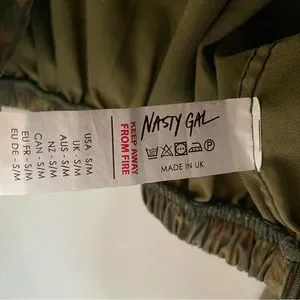 NASTY GAL
MADE IN UK
KEEP AWAY
FROM FIRE
USA - S/M
UK - S/M
AUS - S/M
NZ - S/M
CAN - S/M
EU FR - S/M
EU DE - S/M